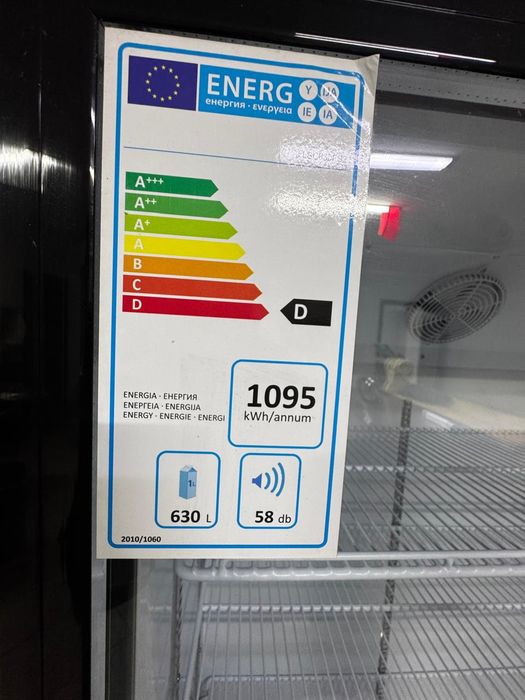 ENERG Y IJA
енергия · ενεργεια IE IA
A+++
A++
A+
A
B
C
D
D
ENERGIA · ЕНЕРГИЯ
ΕΝΕΡΓΕΙΑ · ENERGIJA
ENERGY · ENERGIE · ENERGI
1095
kWh/annum
1L
630 L
58 db
2010/1060